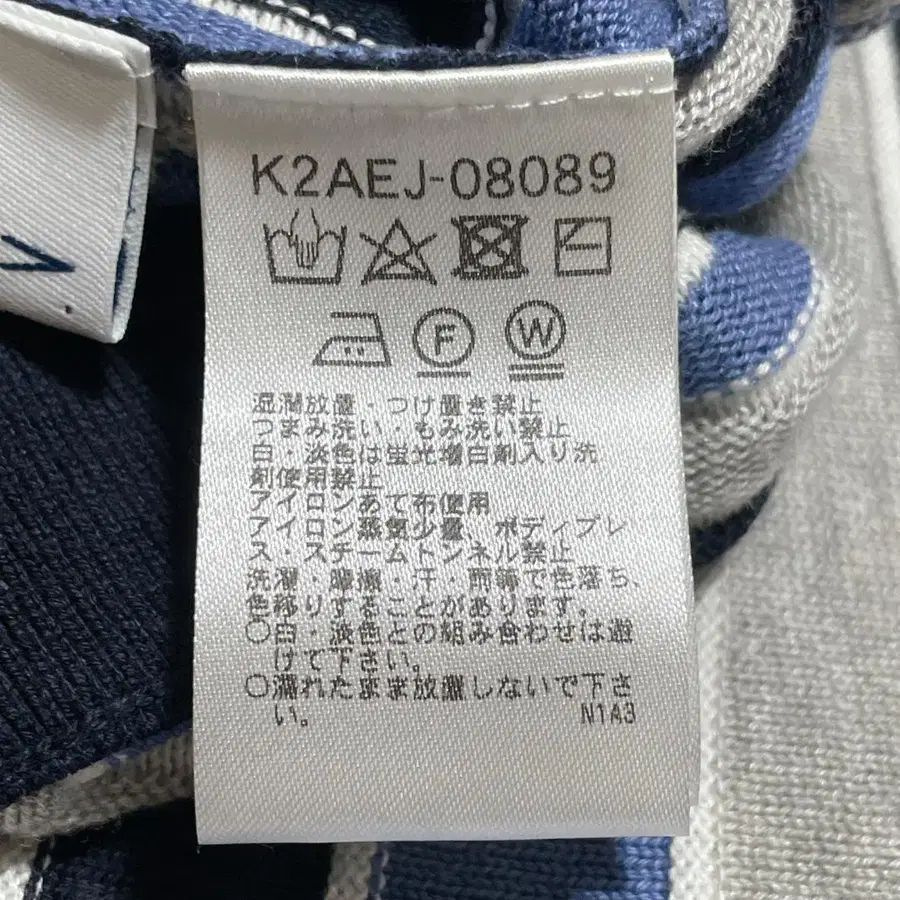 K2AEJ-08089
F W
湿潤放置・つけ置き禁止
つまみ洗い・もみ洗い禁止
白・淡色は蛍光増白剤入り洗
剤使用禁止
アイロンあて布使用
アイロン蒸気少量、ボディプレ
ス・スチームトンネル禁止
洗濯・摩擦・汗・雨等で色落ち、
色移りすることがあります。
○白・淡色との組み合わせは避
けて下さい。
○濡れたまま放置しないで下さ
い。 N1A3